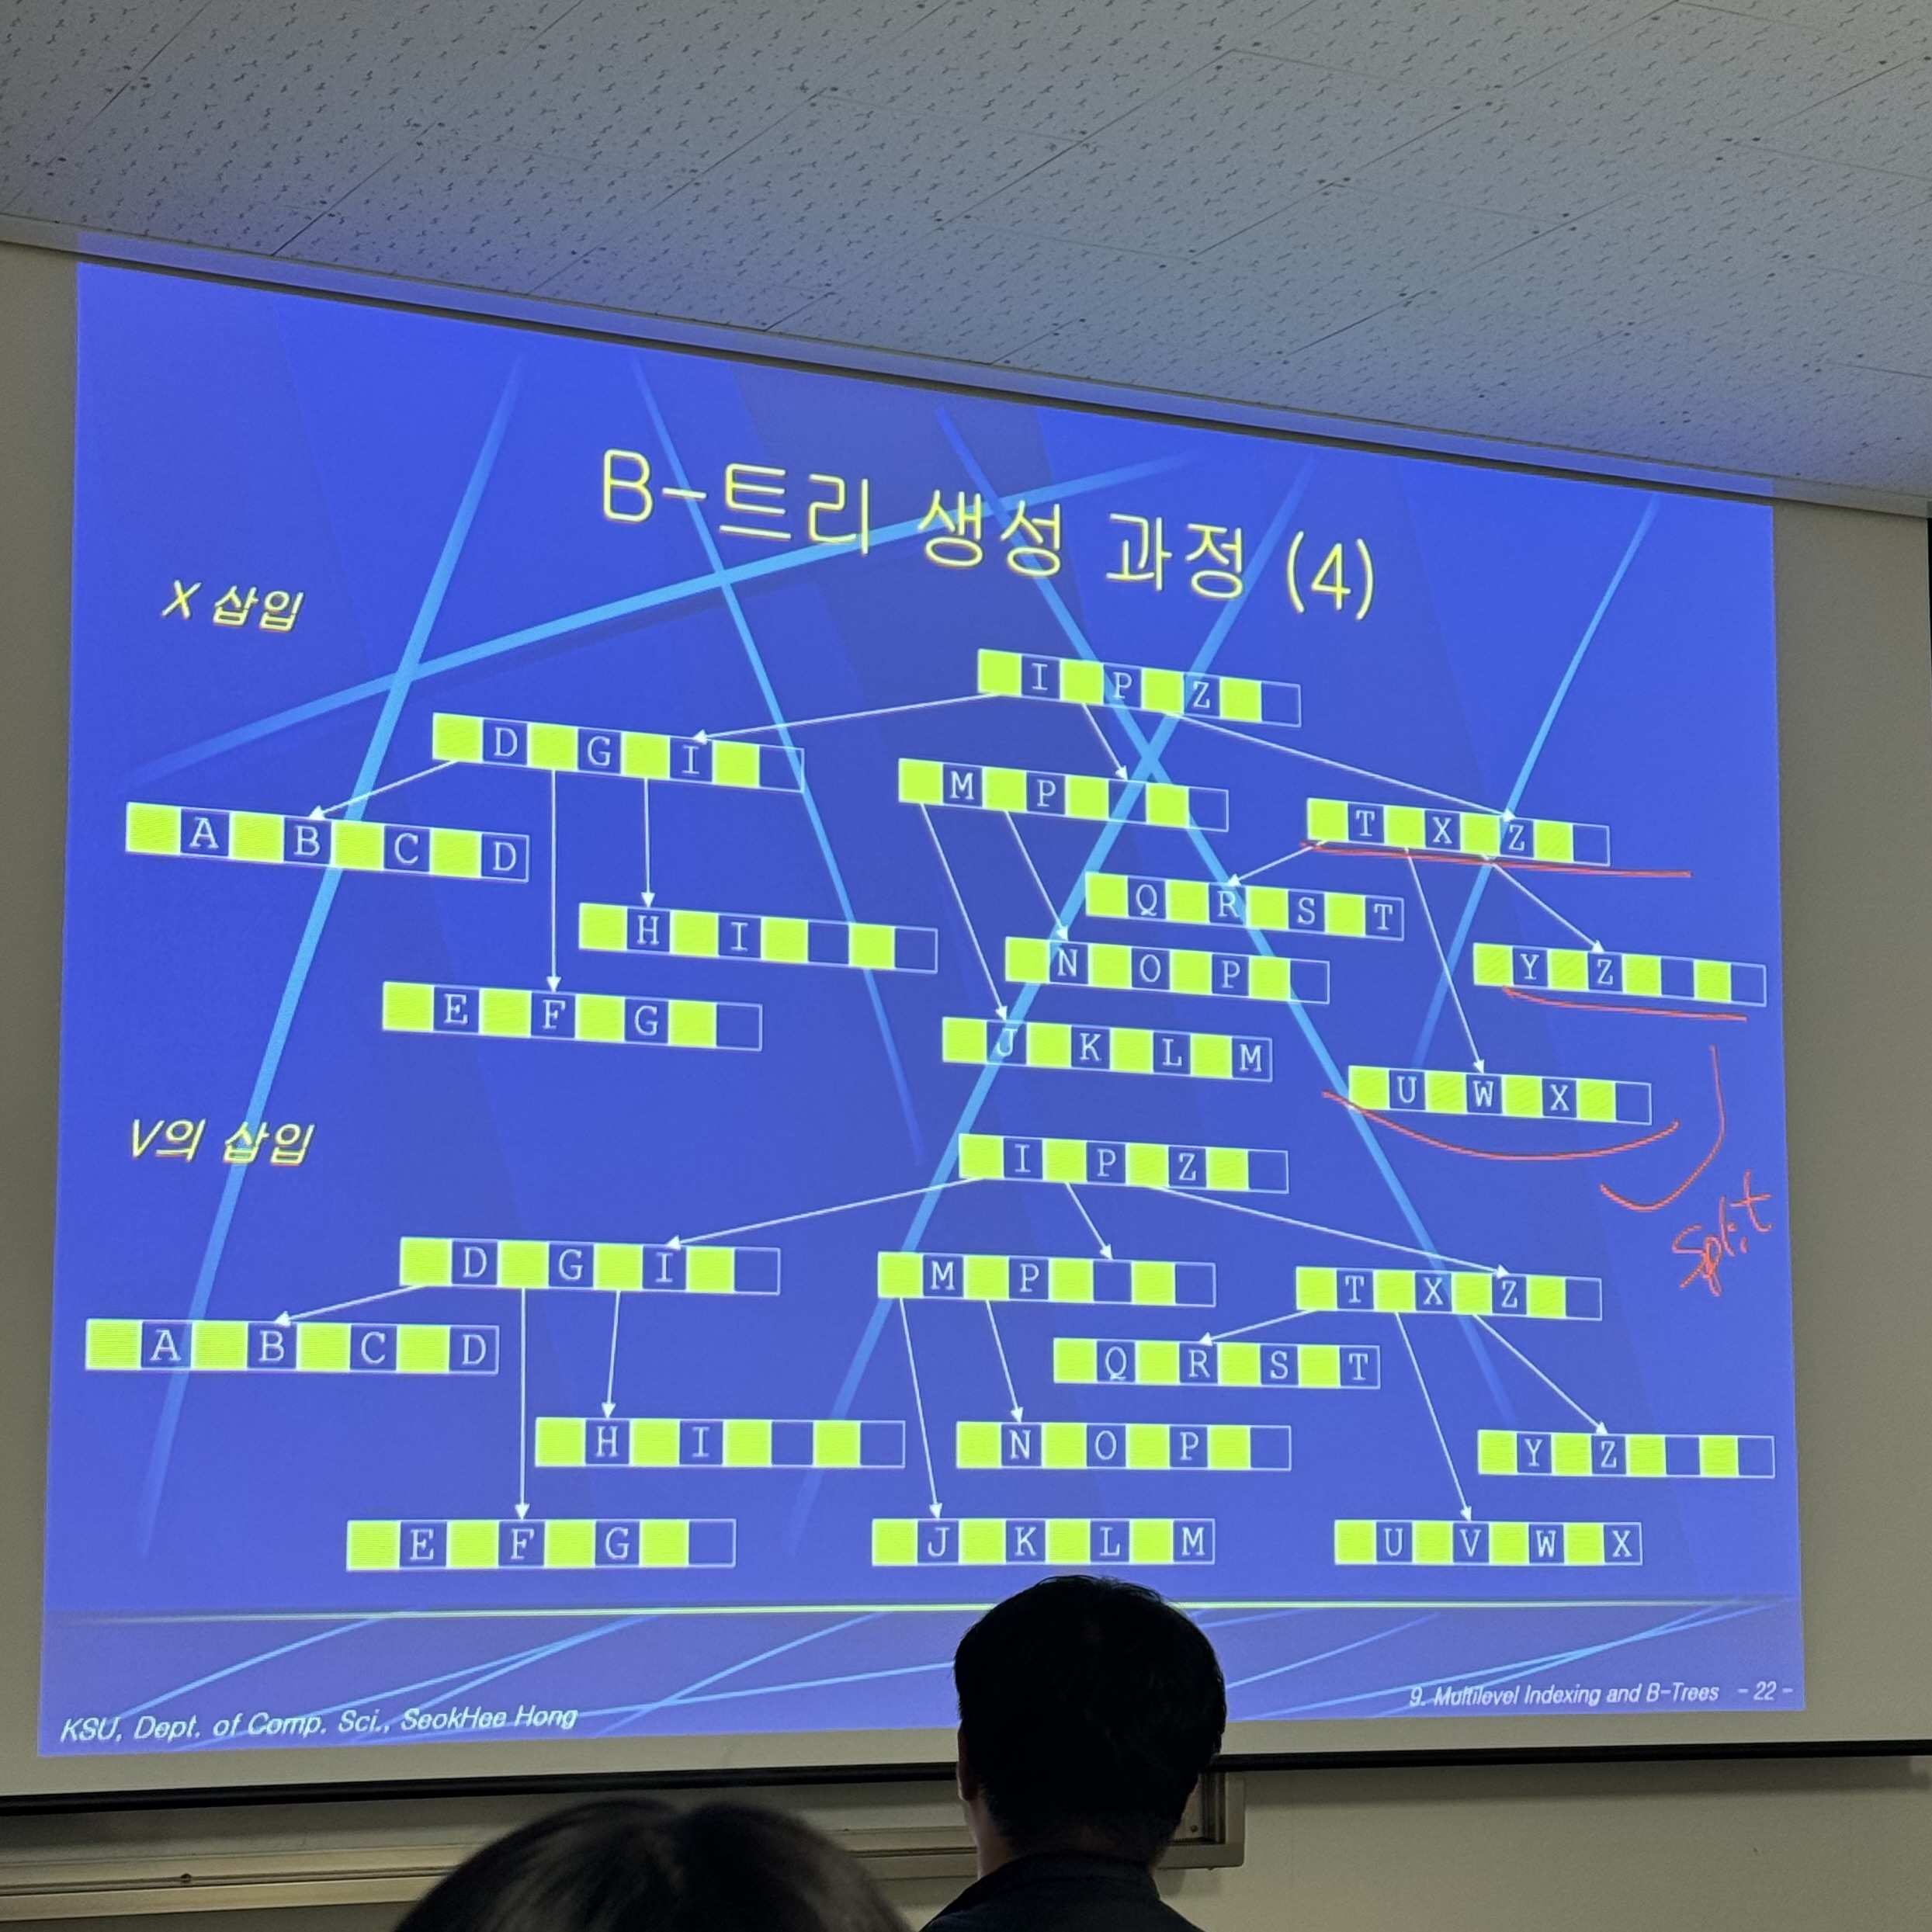 B-트리 생성 과정 (4)
X 삽입
I P Z
D G I
M P
T X Z
A B C D
Q R S T
H I
N O P
Y Z
E F G
J K L M
U W X
V의 삽입
I P Z
split
D G I
M P
T X Z
A B C D
Q R S T
H I
N O P
Y Z
E F G
J K L M
U V W X
KSU, Dept. of Comp. Sci., SeokHee Hong
9. Multilevel Indexing and B-Trees - 22 -